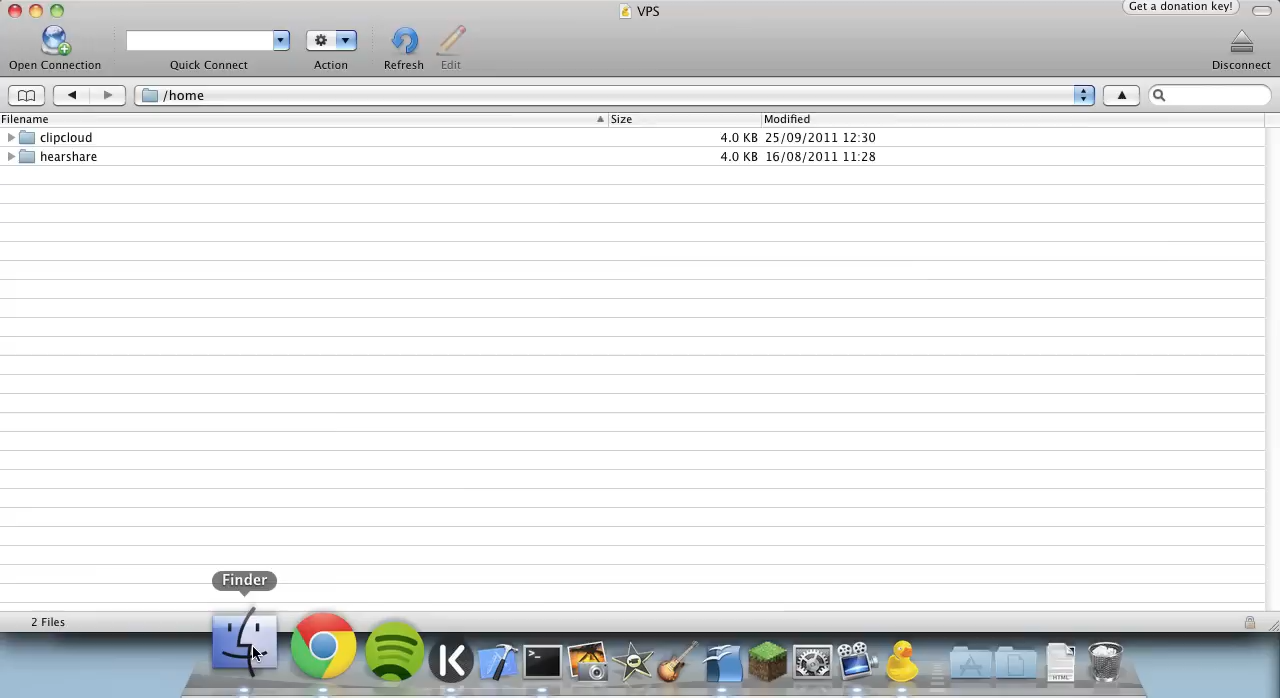 VPS
Get a donation key!
Open Connection
Quick Connect
Action
Refresh
Edit
Disconnect
/home
Filename
Size
Modified
clipcloud
4.0 KB
25/09/2011 12:30
hearshare
4.0 KB
16/08/2011 11:28
Finder
2 Files
HTML